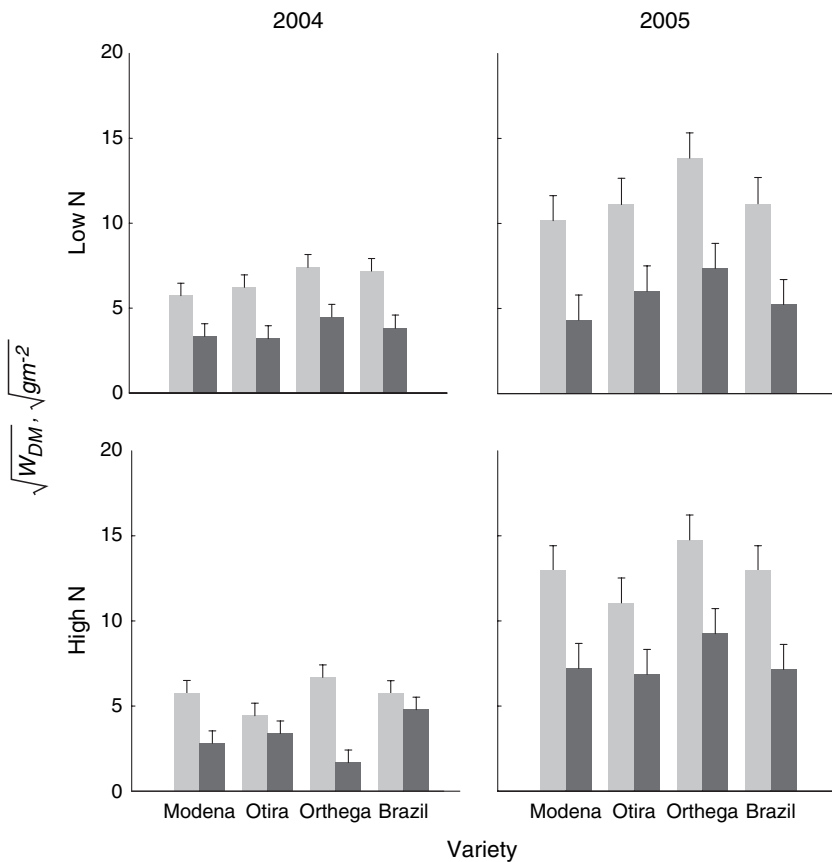 2004 2005
20
15
10
5
0
Low N
√W_DM, √gm⁻²
20
15
10
5
0
High N
Modena Otira Orthega Brazil Modena Otira Orthega Brazil
Variety